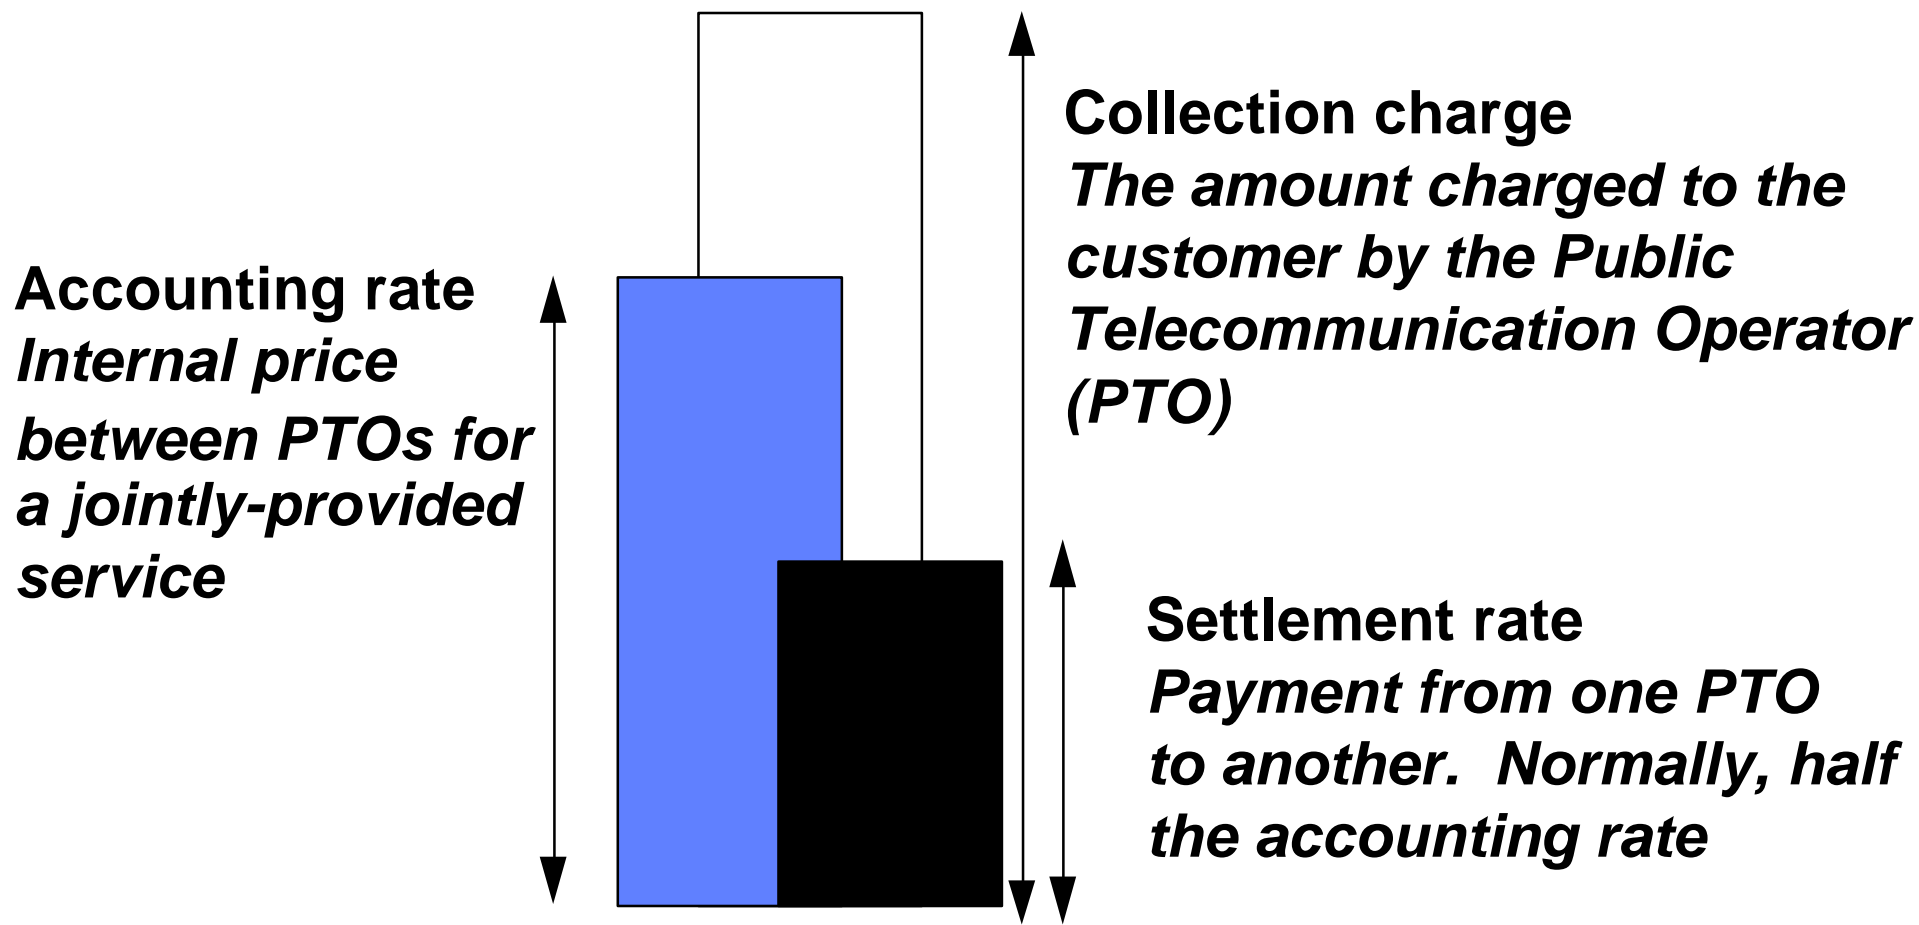 Accounting rate
Internal price
between PTOs for
a jointly-provided
service
Collection charge
The amount charged to the
customer by the Public
Telecommunication Operator
(PTO)
Settlement rate
Payment from one PTO
to another.  Normally, half
the accounting rate